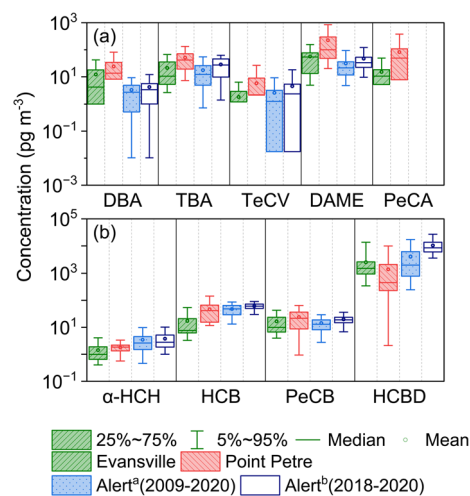 (a)
10³
10¹
10⁻¹
10⁻³
Concentration (pg m-³)
DBA TBA TeCV DAME PeCA
(b)
10⁵
10³
10¹
10⁻¹
α-HCH HCB PeCB HCBD
25%~75% 5%~95% Median Mean
Evansville Point Petre
Alertᵃ(2009-2020) Alertᵇ(2018-2020)